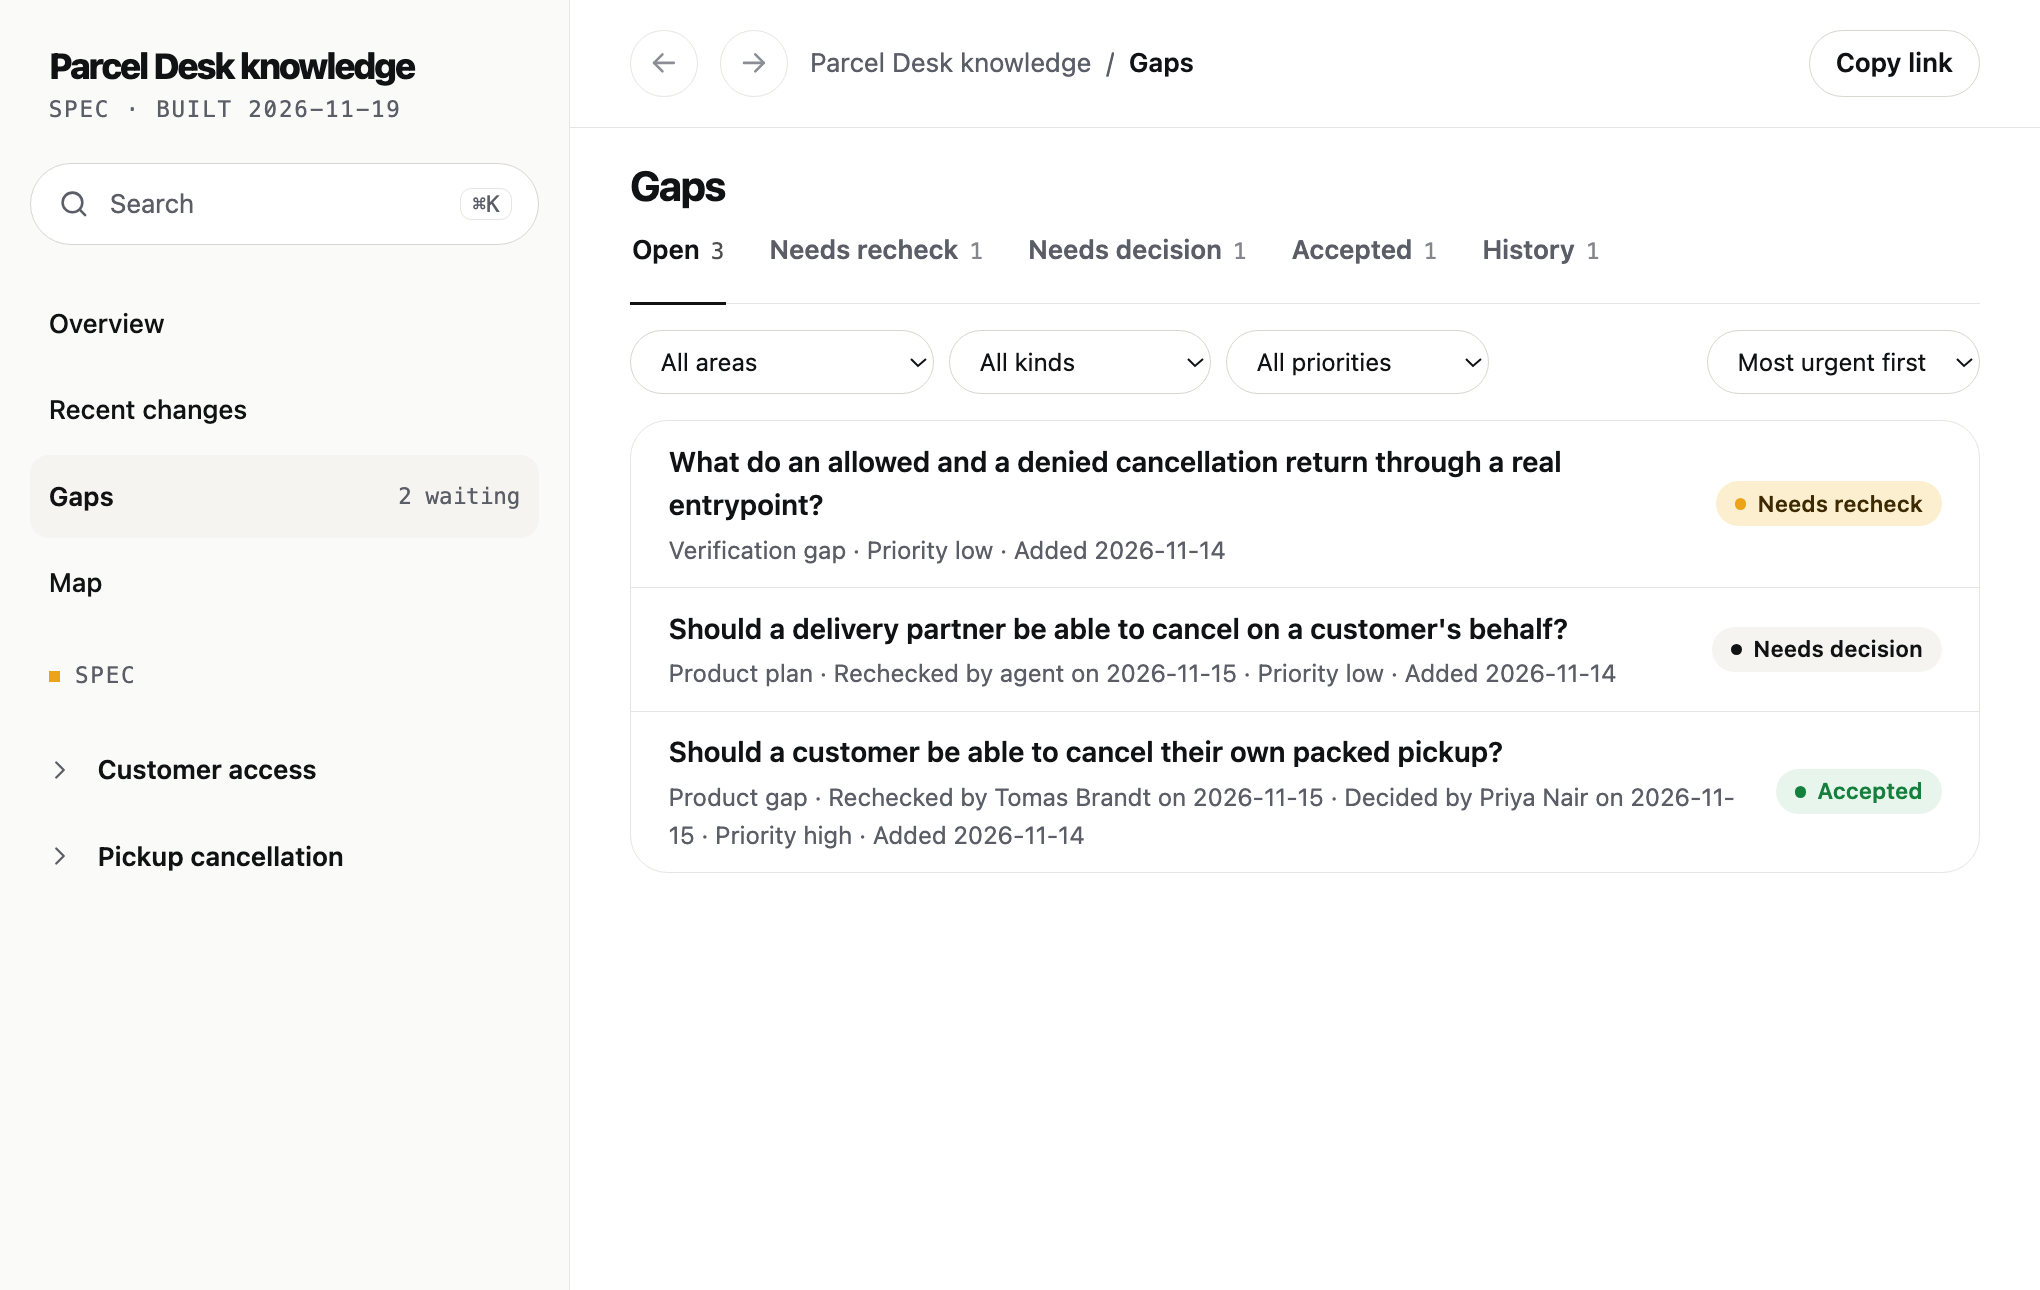 Parcel Desk knowledge
SPEC · BUILT 2026-11-19
Search ⌘K
Overview
Recent changes
Gaps 2 waiting
Map
SPEC
Customer access
Pickup cancellation
Parcel Desk knowledge / Gaps
Copy link
Gaps
Open 3 Needs recheck 1 Needs decision 1 Accepted 1 History 1
All areas All kinds All priorities Most urgent first
What do an allowed and a denied cancellation return through a real
entrypoint?
Needs recheck
Verification gap · Priority low · Added 2026-11-14
Should a delivery partner be able to cancel on a customer's behalf?
Needs decision
Product plan · Rechecked by agent on 2026-11-15 · Priority low · Added 2026-11-14
Should a customer be able to cancel their own packed pickup?
Accepted
Product gap · Rechecked by Tomas Brandt on 2026-11-15 · Decided by Priya Nair on 2026-11-
15 · Priority high · Added 2026-11-14